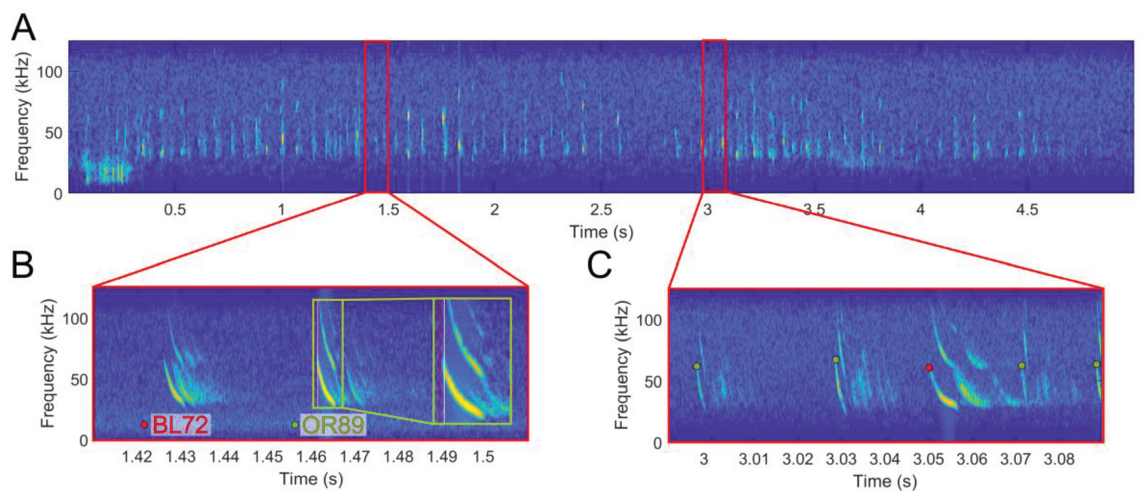 A
Frequency (kHz)
100
50
0
0.5 1 1.5 2 2.5 3 3.5 4 4.5
Time (s)
B
Frequency (kHz)
100
50
0
BL72 OR89
1.42 1.43 1.44 1.45 1.46 1.47 1.48 1.49 1.5
Time (s)
C
Frequency (kHz)
100
50
0
3 3.01 3.02 3.03 3.04 3.05 3.06 3.07 3.08
Time (s)